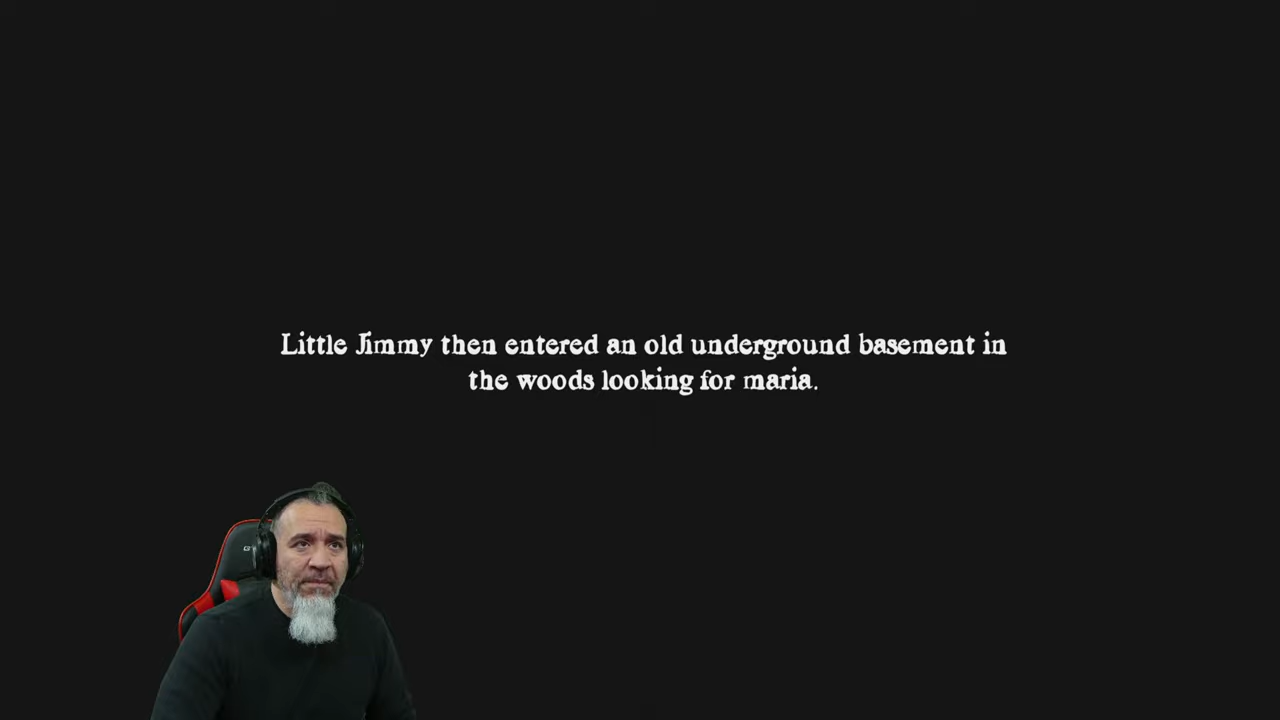 Little Jimmy then entered an old underground basement in
the woods looking for maria.